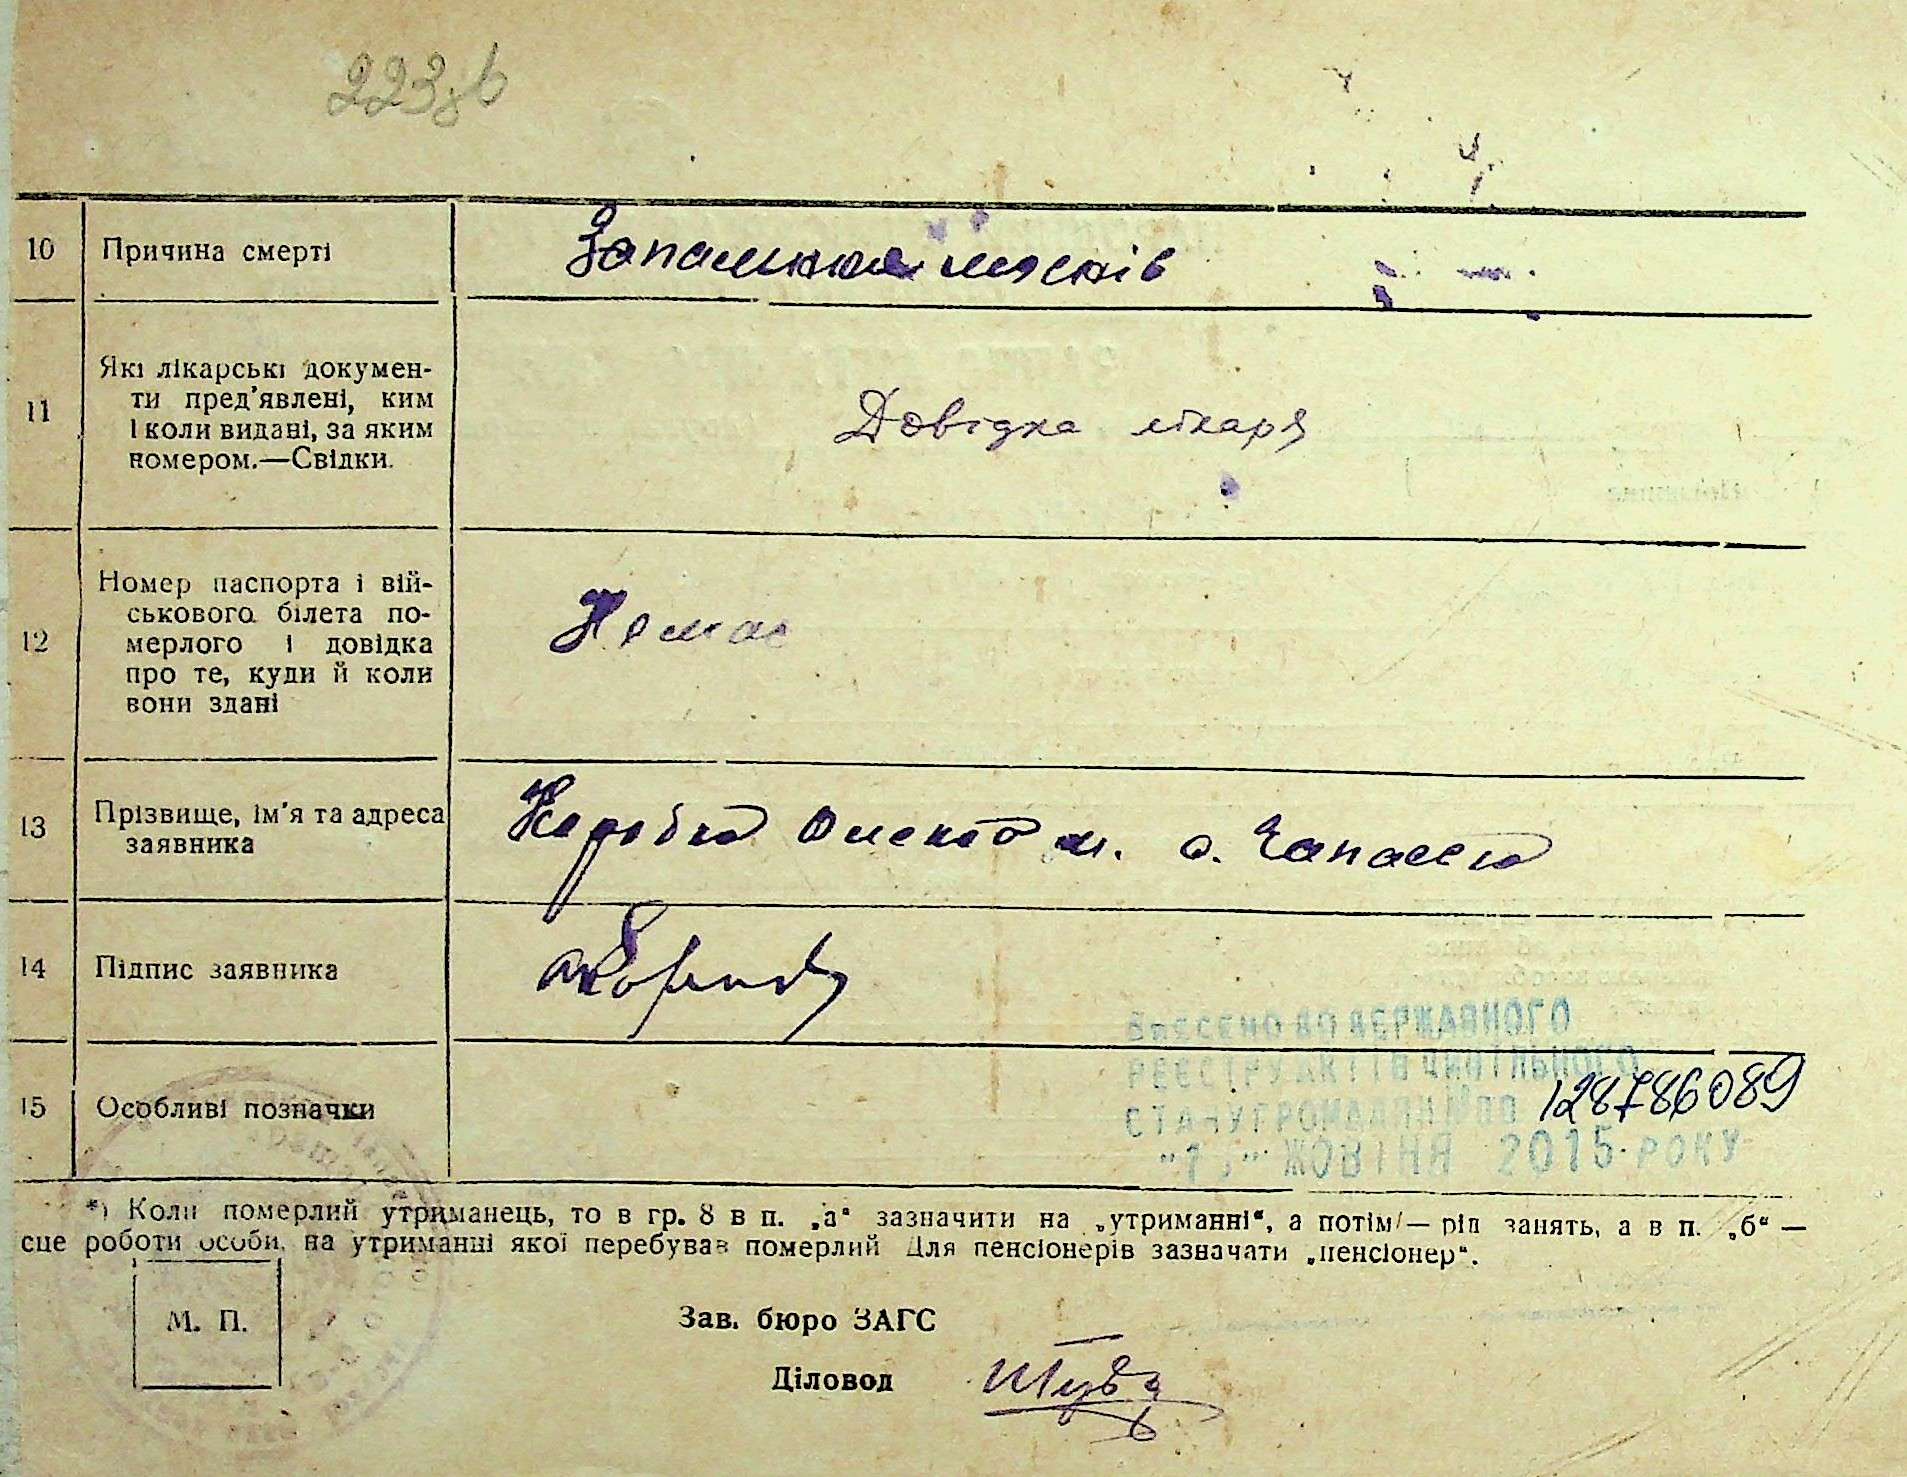 223
10 Причина смерті Запалення мясків
11 Які лікарські докумен-
ти пред'явлені, ким
і коли видані, за яким
номером.—Свідки.
Довідка лікаря
12 Номер паспорта і вій-
ськового білета по-
мерлого і довідка
про те, куди й коли
вони здані
Немає
13 Прізвище, ім'я та адреса
заявника
Коробка с.
14 Підпис заявника
ВНЕСЕНО ДО ДЕРЖАВНОГО
РЕЄСТРУ АКТІВ ЦИВІЛЬНОГО
СТАНУ ГРОМАДЯН № 128786089
ЖОВТНЯ 2015 РОКУ
15 Особливі позначки
*) Коли померлий утриманець, то в гр. 8 в п. „а“ зазначити на „утриманні“, а потім/— рід занять, а в п. „б“ —
сце роботи особи, на утриманні якої перебував померлий Для пенсіонерів зазначати „пенсіонер“.
М. П.
Зав. бюро ЗАГС
Діловод